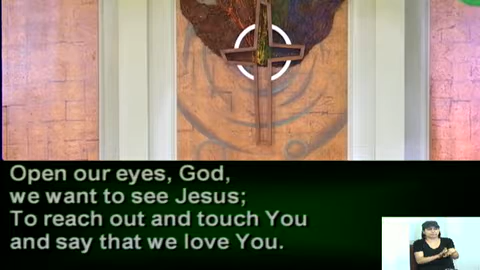 Open our eyes, God,
we want to see Jesus;
To reach out and touch You
and say that we love You.